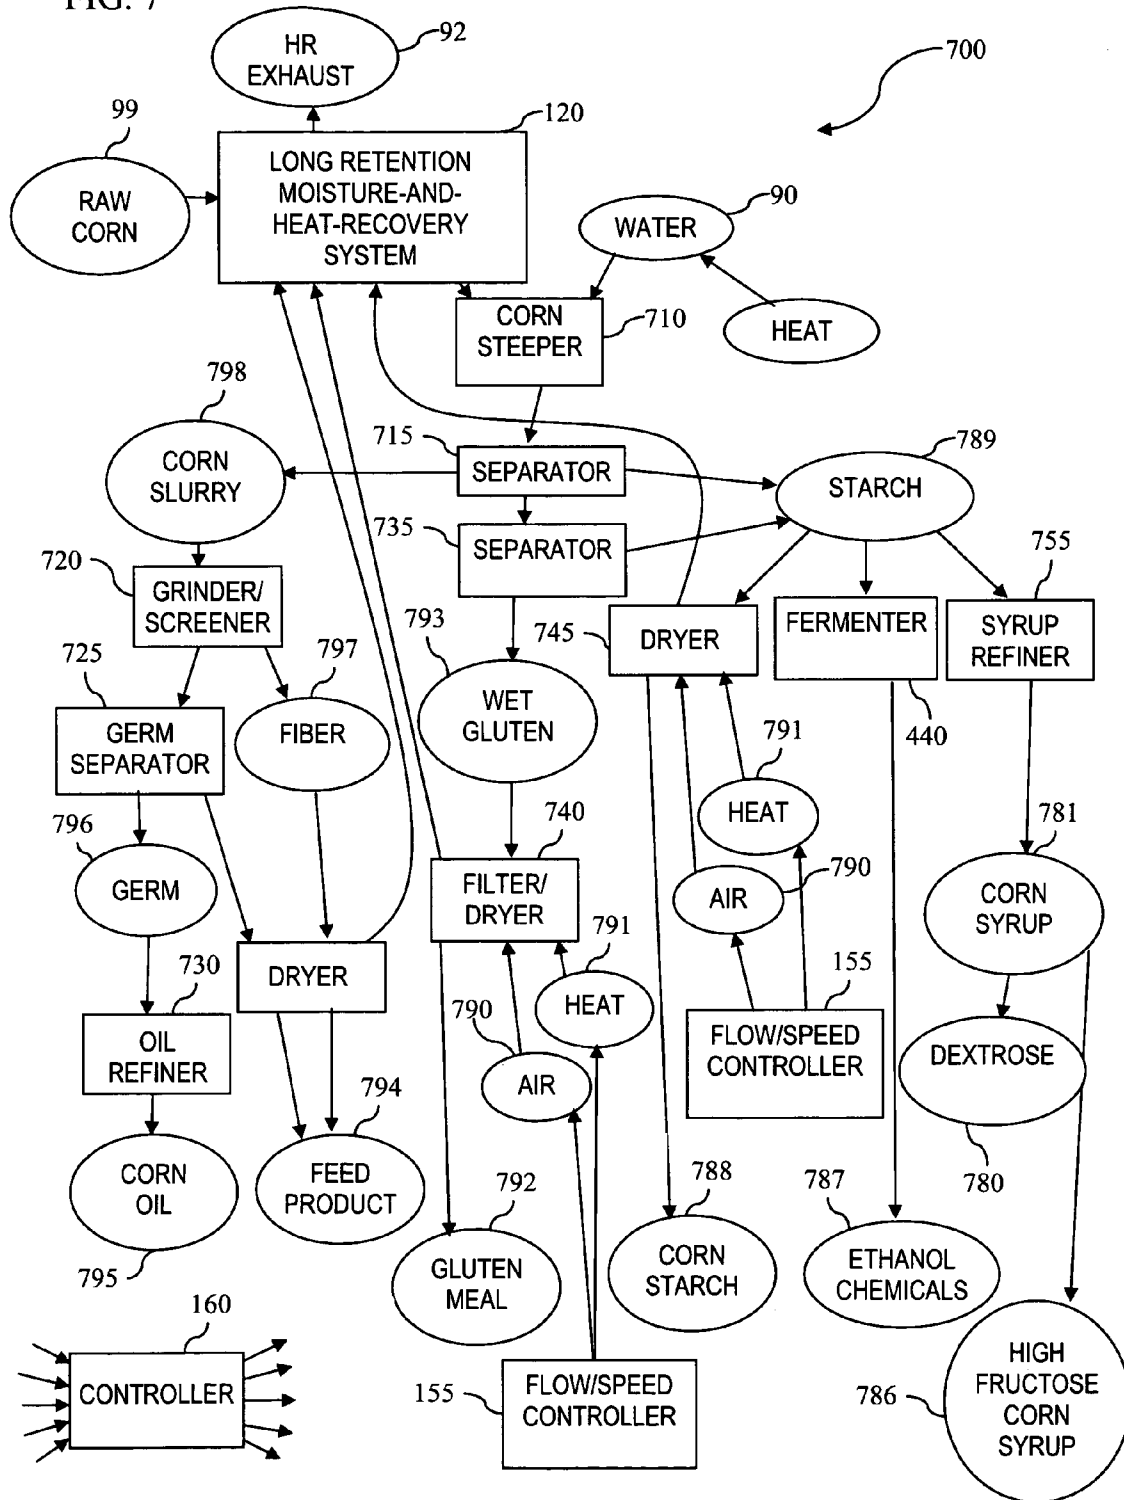 FIG. 7
HR
EXHAUST
92
700
99
120
RAW
CORN
LONG RETENTION
MOISTURE-AND-
HEAT-RECOVERY
SYSTEM
90
WATER
HEAT
CORN
STEEPER
710
798
CORN
SLURRY
715
SEPARATOR
789
STARCH
735
SEPARATOR
720
GRINDER/
SCREENER
755
793
745
DRYER
FERMENTER
SYRUP
REFINER
725
797
GERM
SEPARATOR
FIBER
WET
GLUTEN
440
791
HEAT
796
GERM
740
FILTER/
DRYER
790
AIR
781
CORN
SYRUP
730
DRYER
791
HEAT
155
FLOW/SPEED
CONTROLLER
OIL
REFINER
790
AIR
DEXTROSE
780
794
CORN
OIL
795
FEED
PRODUCT
792
GLUTEN
MEAL
788
CORN
STARCH
787
ETHANOL
CHEMICALS
160
CONTROLLER
155
FLOW/SPEED
CONTROLLER
786
HIGH
FRUCTOSE
CORN
SYRUP